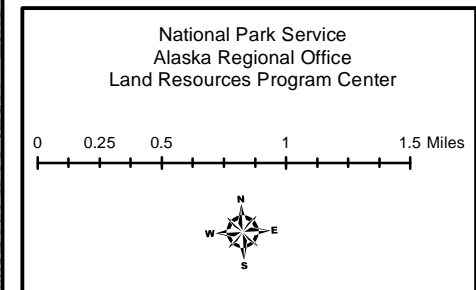 National Park Service
Alaska Regional Office
Land Resources Program Center
0 0.25 0.5 1 1.5 Miles
N
W E
S